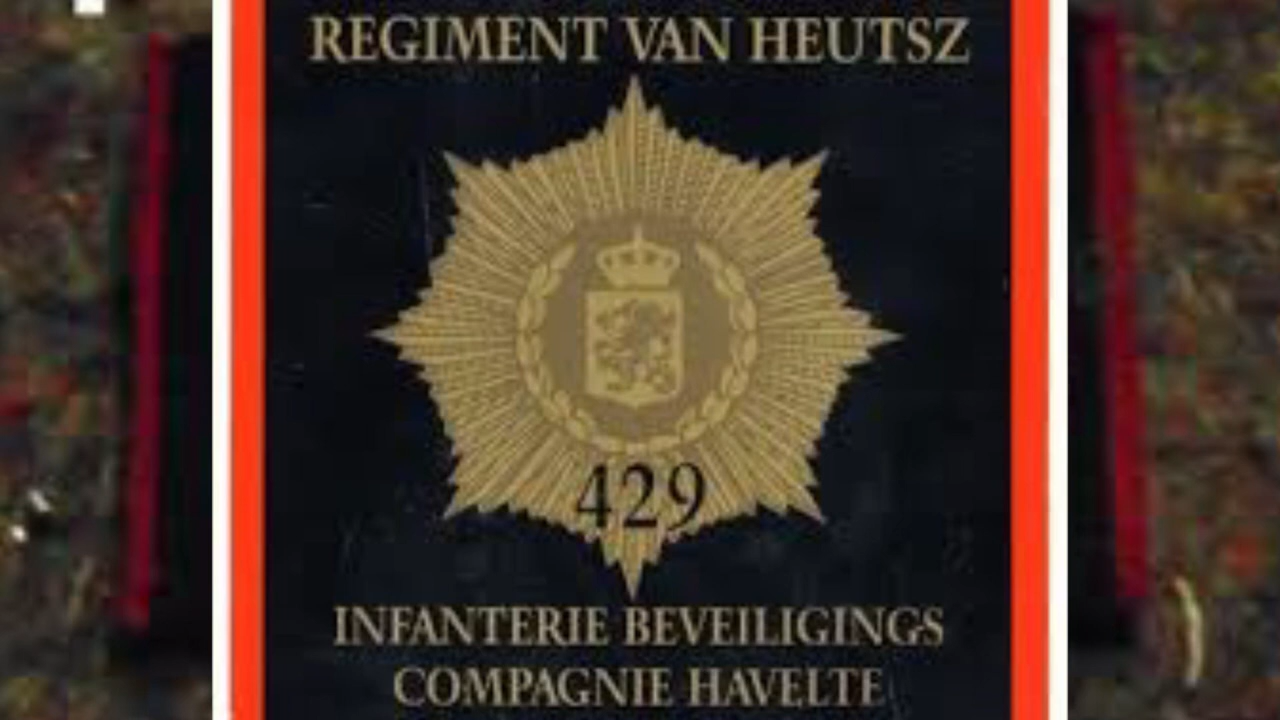 REGIMENT VAN HEUTSZ
429
INFANTERIE BEVEILIGINGS
COMPAGNIE HAVELTE